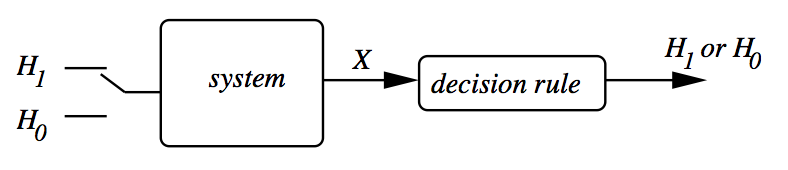 H₁
H₀
system
X
decision rule
H₁ or H₀